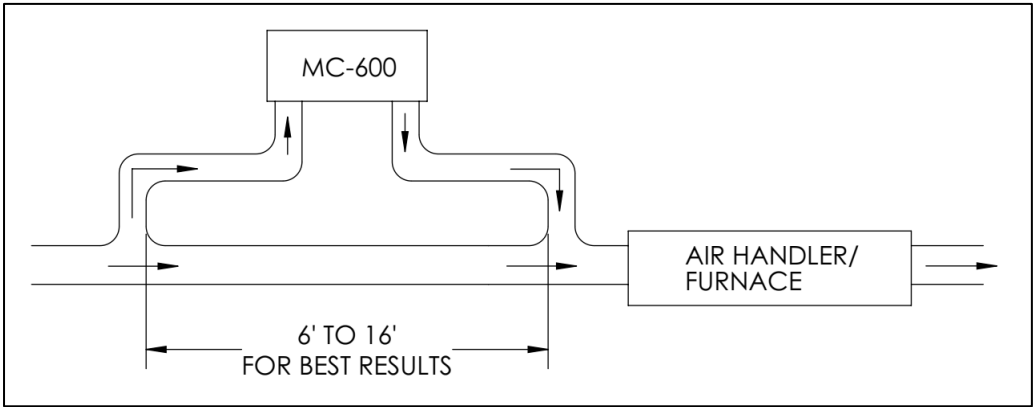 MC-600
AIR HANDLER/
FURNACE
6' TO 16'
FOR BEST RESULTS